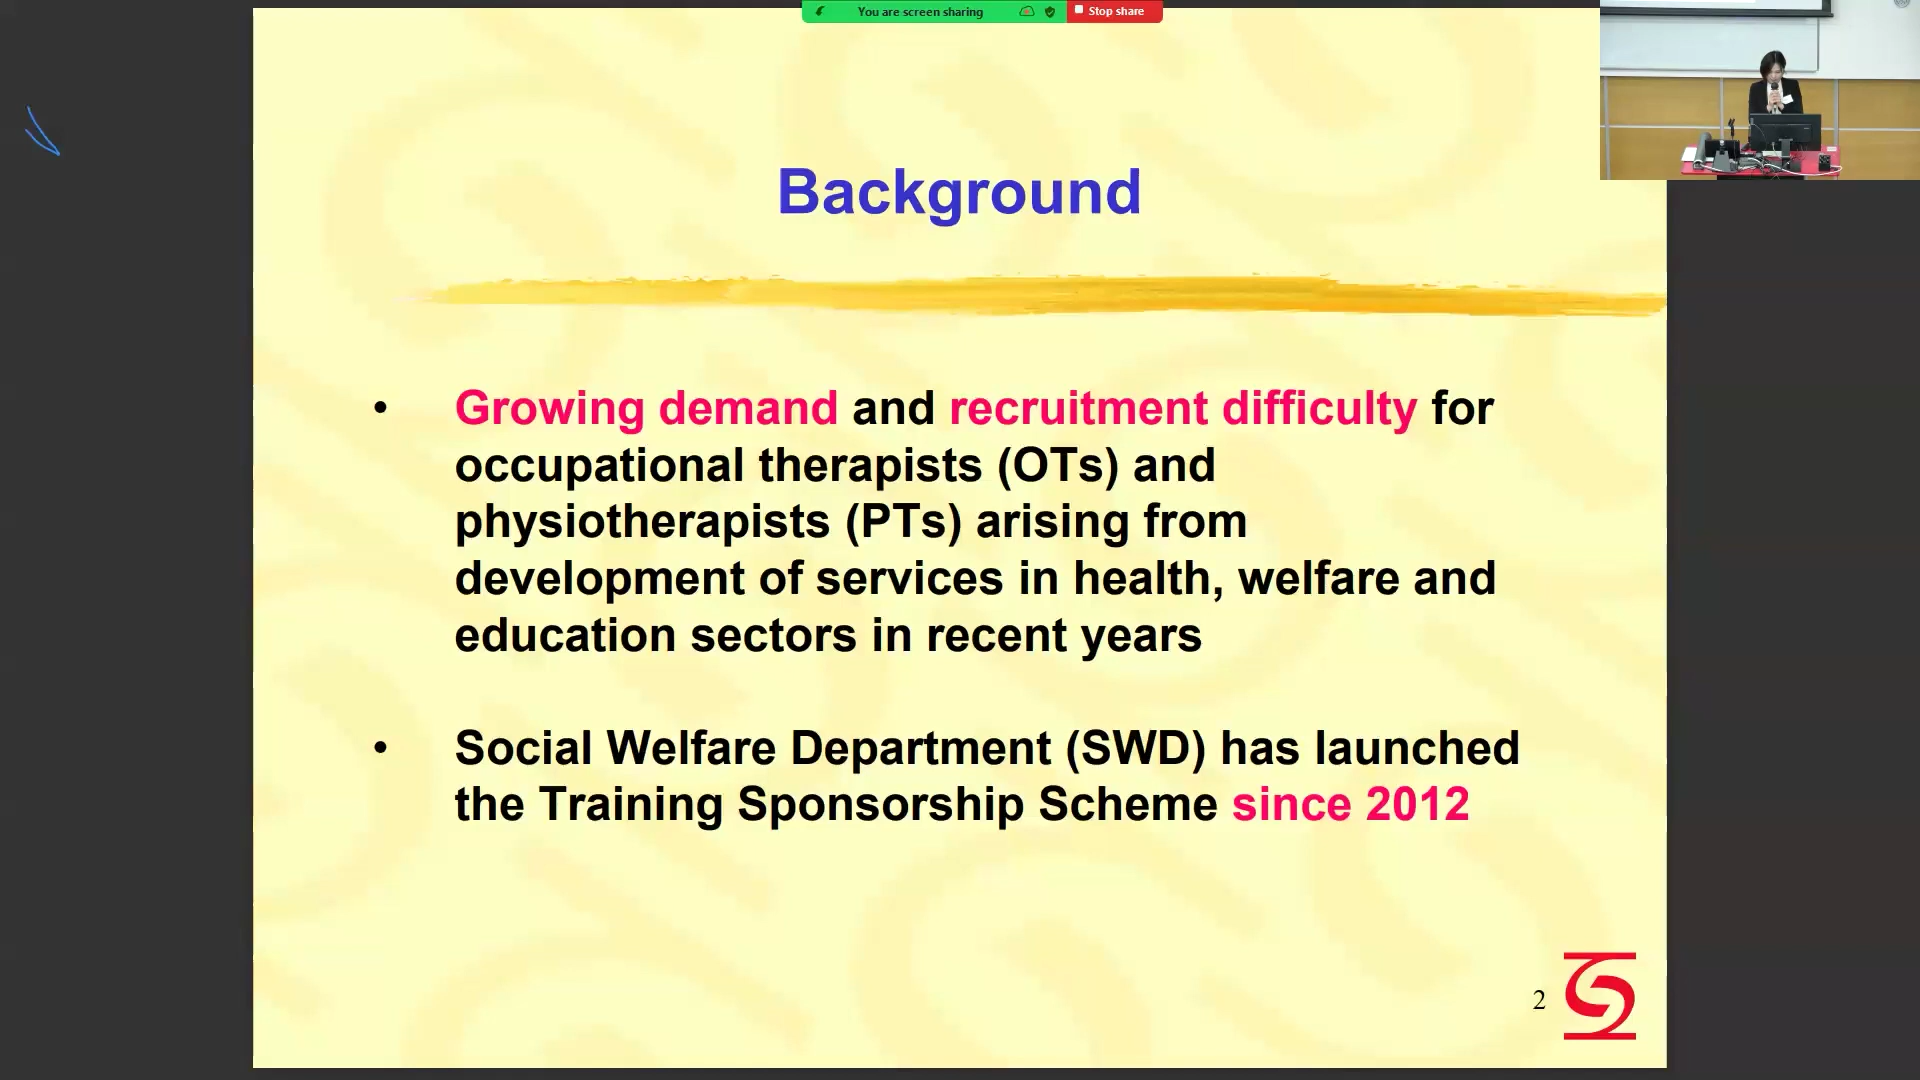 You are screen sharing
Stop share
Background
• Growing demand and recruitment difficulty for
occupational therapists (OTs) and
physiotherapists (PTs) arising from
development of services in health, welfare and
education sectors in recent years
• Social Welfare Department (SWD) has launched
the Training Sponsorship Scheme since 2012
2